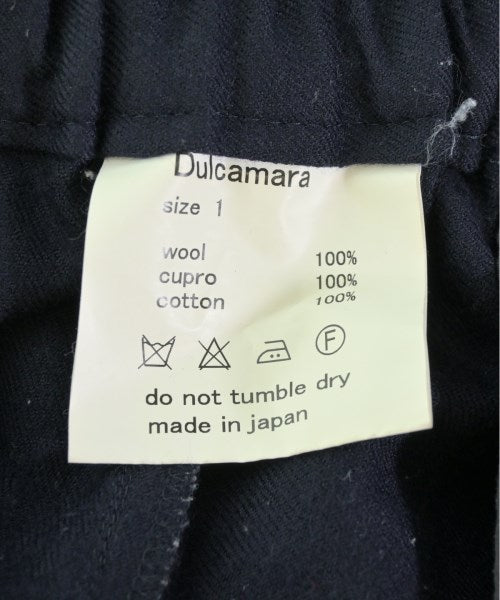 Dulcamara
size 1
wool 100%
cupro 100%
cotton 100%
F
do not tumble dry
made in japan